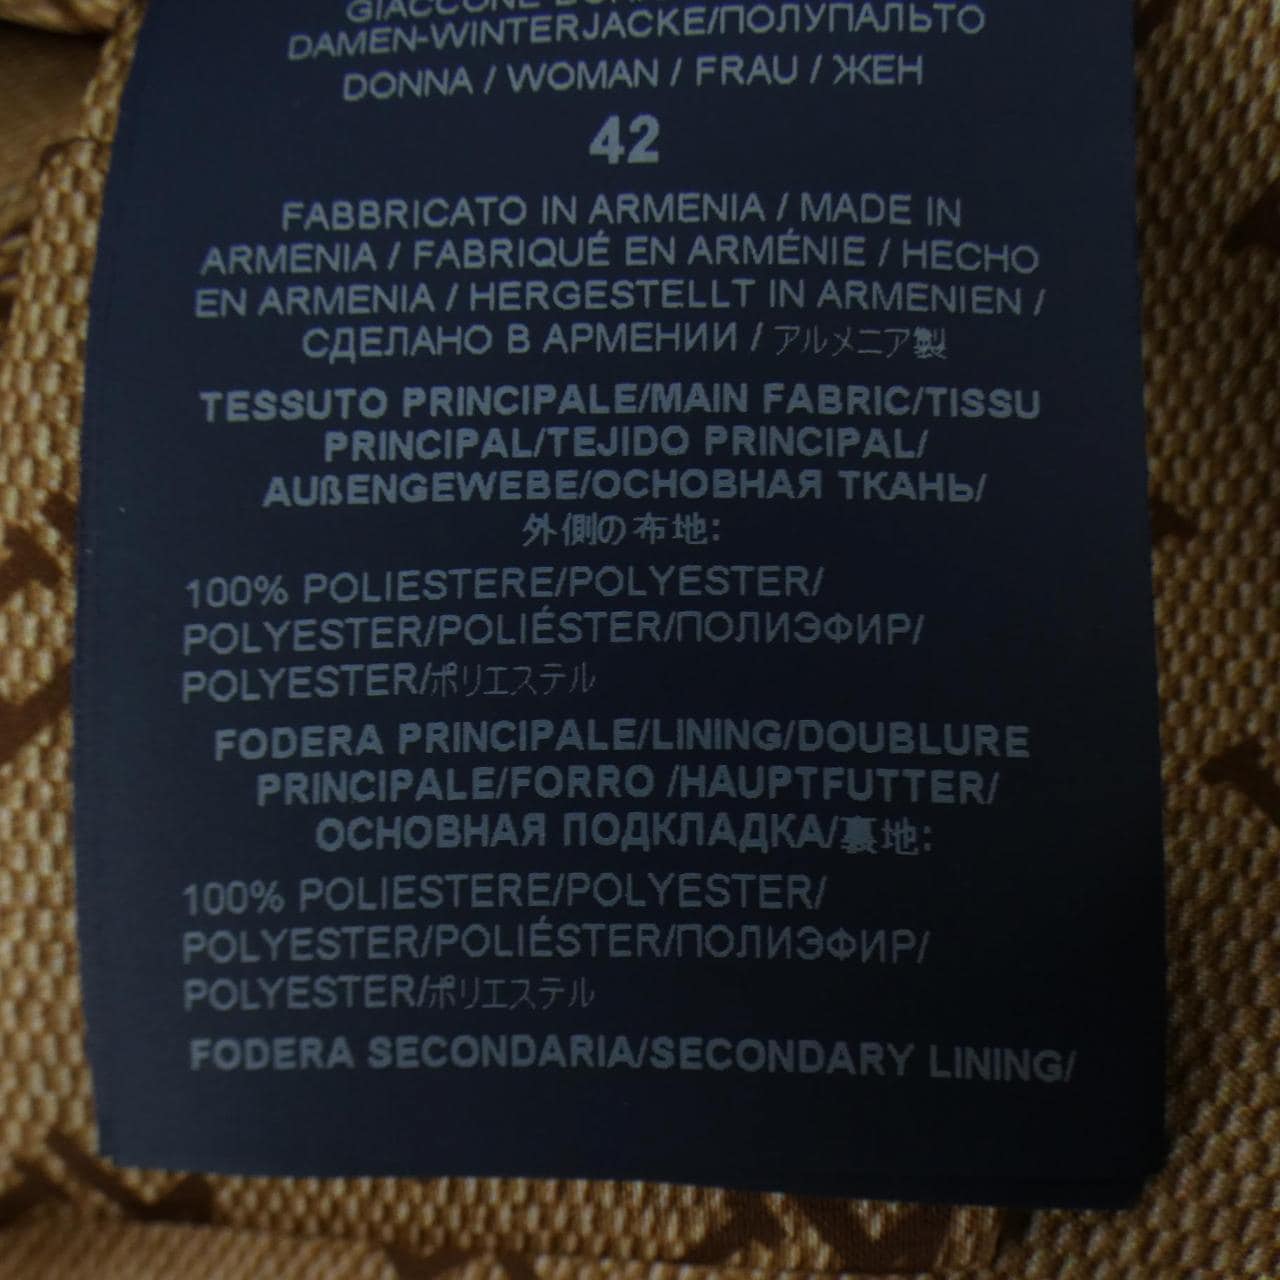 GIACCONE
DAMEN-WINTERJACKE/ПОЛУПАЛЬТО
DONNA / WOMAN / FRAU / ЖЕН
42
FABBRICATO IN ARMENIA / MADE IN
ARMENIA / FABRIQUÉ EN ARMÉNIE / HECHO
EN ARMENIA / HERGESTELLT IN ARMENIEN /
СДЕЛАНО В АРМЕНИИ / アルメニア製
TESSUTO PRINCIPALE/MAIN FABRIC/TISSU
PRINCIPAL/TEJIDO PRINCIPAL/
AUßENGEWEBE/ОСНОВНАЯ ТКАНЬ/
外側の布地:
100% POLIESTERE/POLYESTER/
POLYESTER/POLIÉSTER/ПОЛИЭФИР/
POLYESTER/ポリエステル
FODERA PRINCIPALE/LINING/DOUBLURE
PRINCIPALE/FORRO /HAUPTFUTTER/
ОСНОВНАЯ ПОДКЛАДКА/裏地:
100% POLIESTERE/POLYESTER/
POLYESTER/POLIÉSTER/ПОЛИЭФИР/
POLYESTER/ポリエステル
FODERA SECONDARIA/SECONDARY LINING/